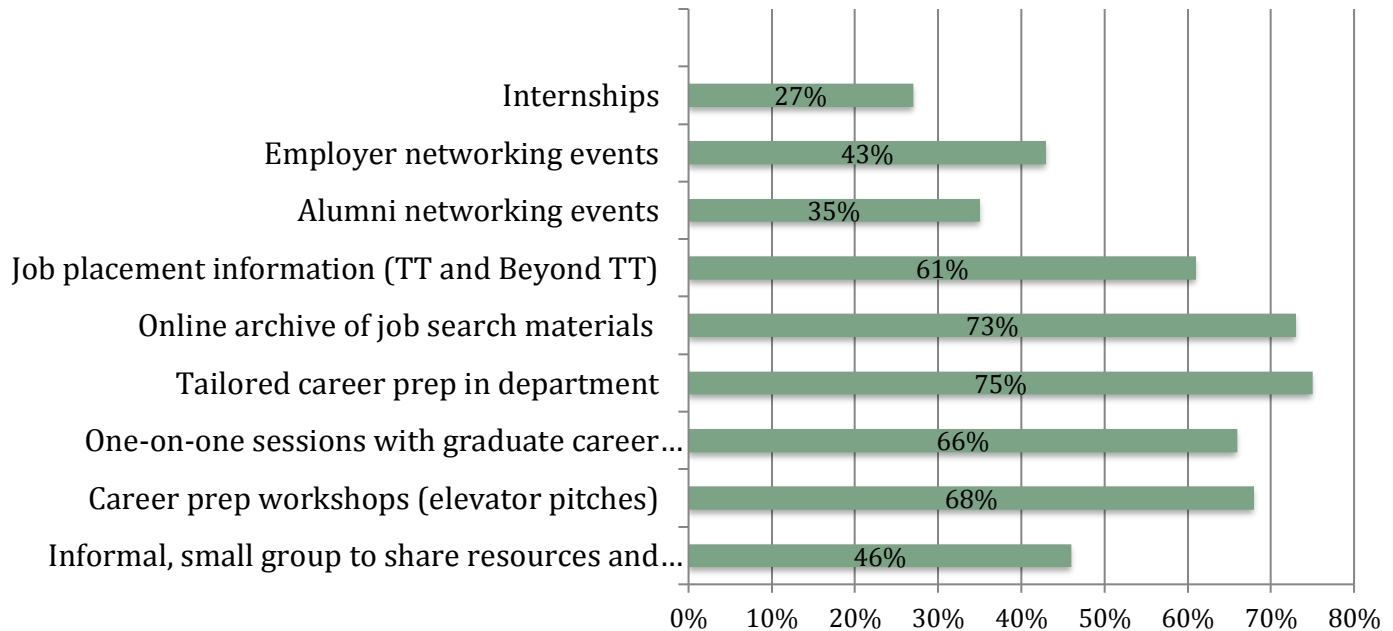 Internships
27%
Employer networking events
43%
Alumni networking events
35%
Job placement information (TT and Beyond TT)
61%
Online archive of job search materials
73%
Tailored career prep in department
75%
One-on-one sessions with graduate career...
66%
Career prep workshops (elevator pitches)
68%
Informal, small group to share resources and...
46%
0% 10% 20% 30% 40% 50% 60% 70% 80%